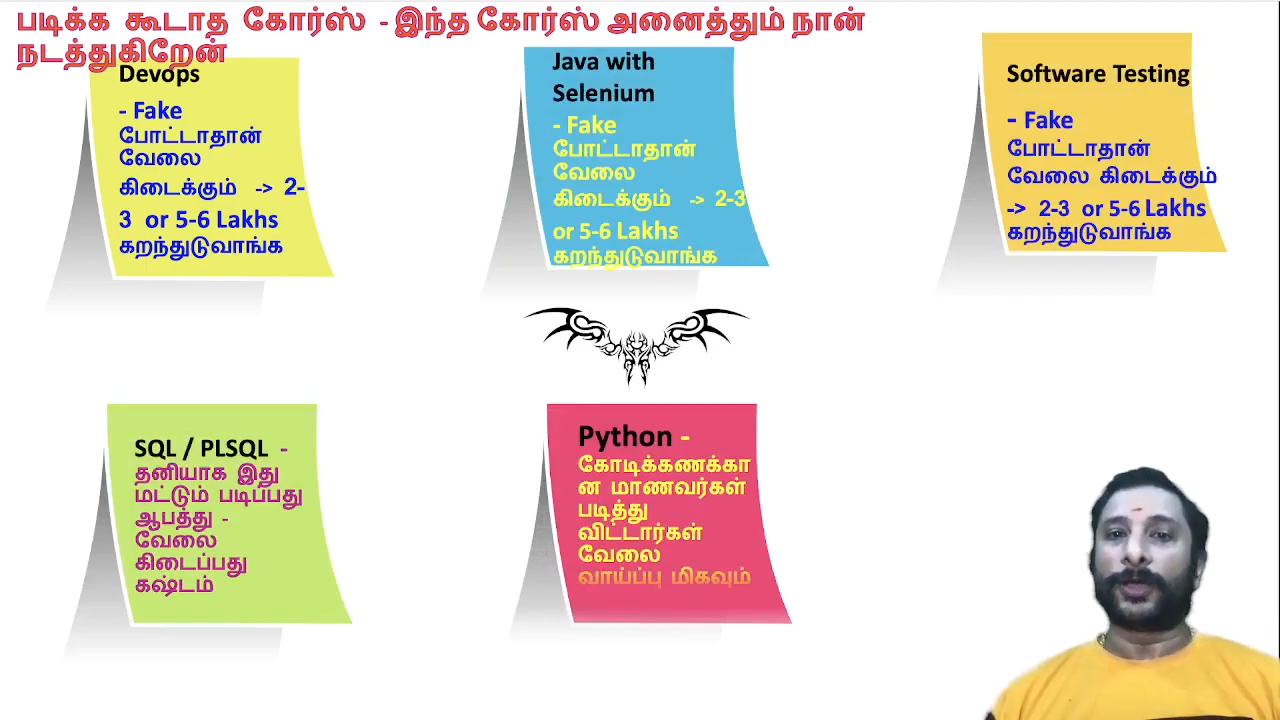 படிக்க கூடாத கோர்ஸ் - இந்த கோர்ஸ் அனைத்தும் நான்
நடத்துகிறேன்
Devops
- Fake
போட்டாதான்
வேலை
கிடைக்கும் -> 2-
3 or 5-6 Lakhs
கறந்துடுவாங்க
Java with
Selenium
- Fake
போட்டாதான்
வேலை
கிடைக்கும் -> 2-3
or 5-6 Lakhs
கறந்துடுவாங்க
Software Testing
- Fake
போட்டாதான்
வேலை கிடைக்கும்
-> 2-3 or 5-6 Lakhs
கறந்துடுவாங்க
SQL / PLSQL -
தனியாக இது
மட்டும் படிப்பது
ஆபத்து -
வேலை
கிடைப்பது
கஷ்டம்
Python -
கோடிக்கணக்கா
ன மாணவர்கள்
படித்து
விட்டார்கள்
வேலை
வாய்ப்பு மிகவும்